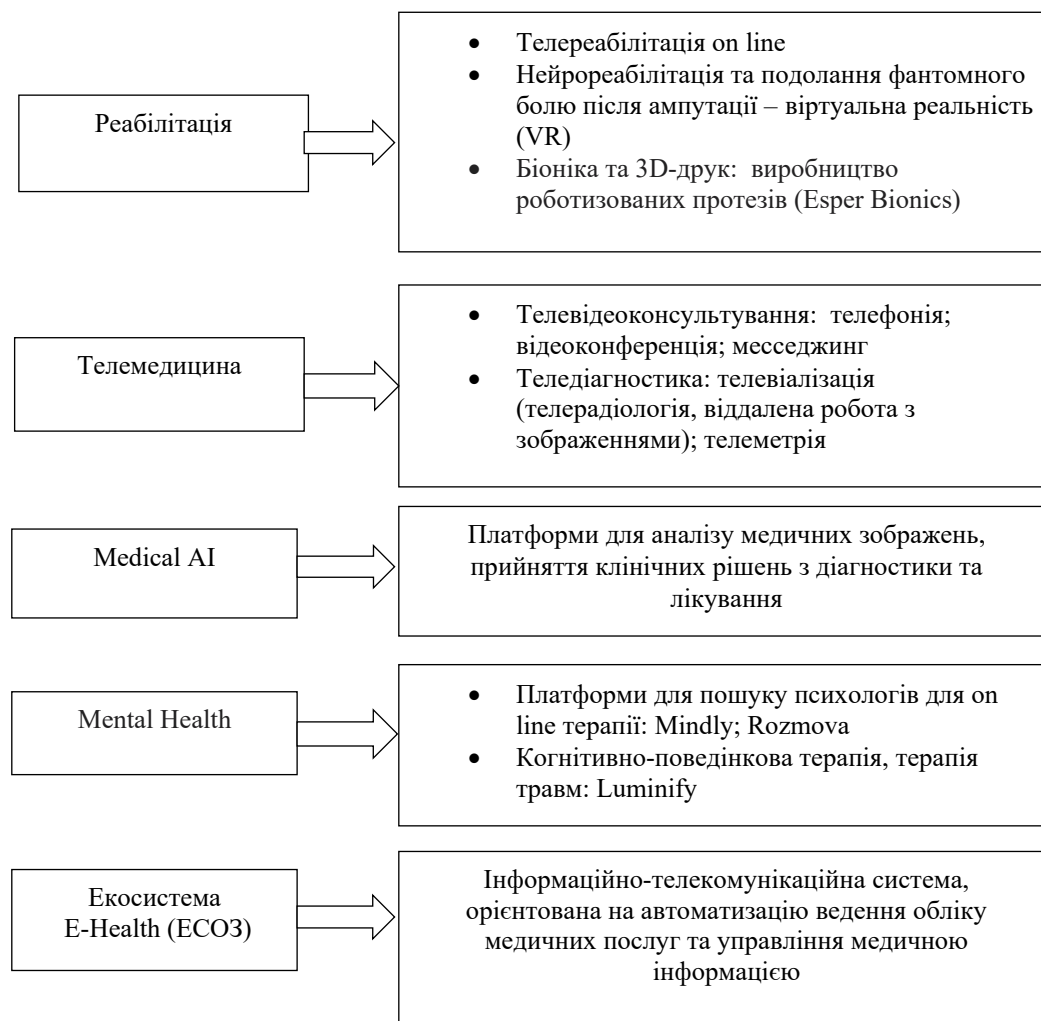 Реабілітація
• Телереабілітація on line
• Нейрореабілітація та подолання фантомного
болю після ампутації – віртуальна реальність
(VR)
• Біоніка та 3D-друк: виробництво
роботизованих протезів (Esper Bionics)
Телемедицина
• Телевідеоконсультування: телефонія;
відеоконференція; месседжинг
• Теледіагностика: телевіалізація
(телерадіологія, віддалена робота з
зображеннями); телеметрія
Medical AI
Платформи для аналізу медичних зображень,
прийняття клінічних рішень з діагностики та
лікування
Mental Health
• Платформи для пошуку психологів для on
line терапії: Mindly; Rozmova
• Когнітивно-поведінкова терапія, терапія
травм: Luminify
Екосистема
E-Health (ЕСОЗ)
Інформаційно-телекомунікаційна система,
орієнтована на автоматизацію ведення обліку
медичних послуг та управління медичною
інформацією